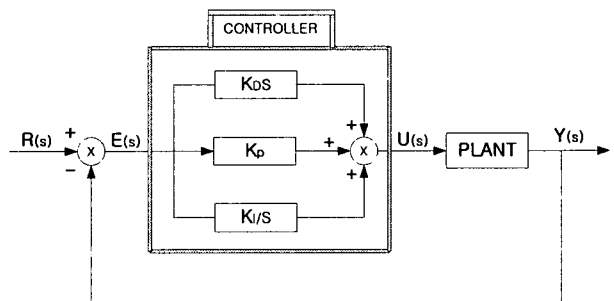 CONTROLLER
KDS
R(s) + E(s) KP + + U(s) PLANT Y(s)
x x
− +
KI/S